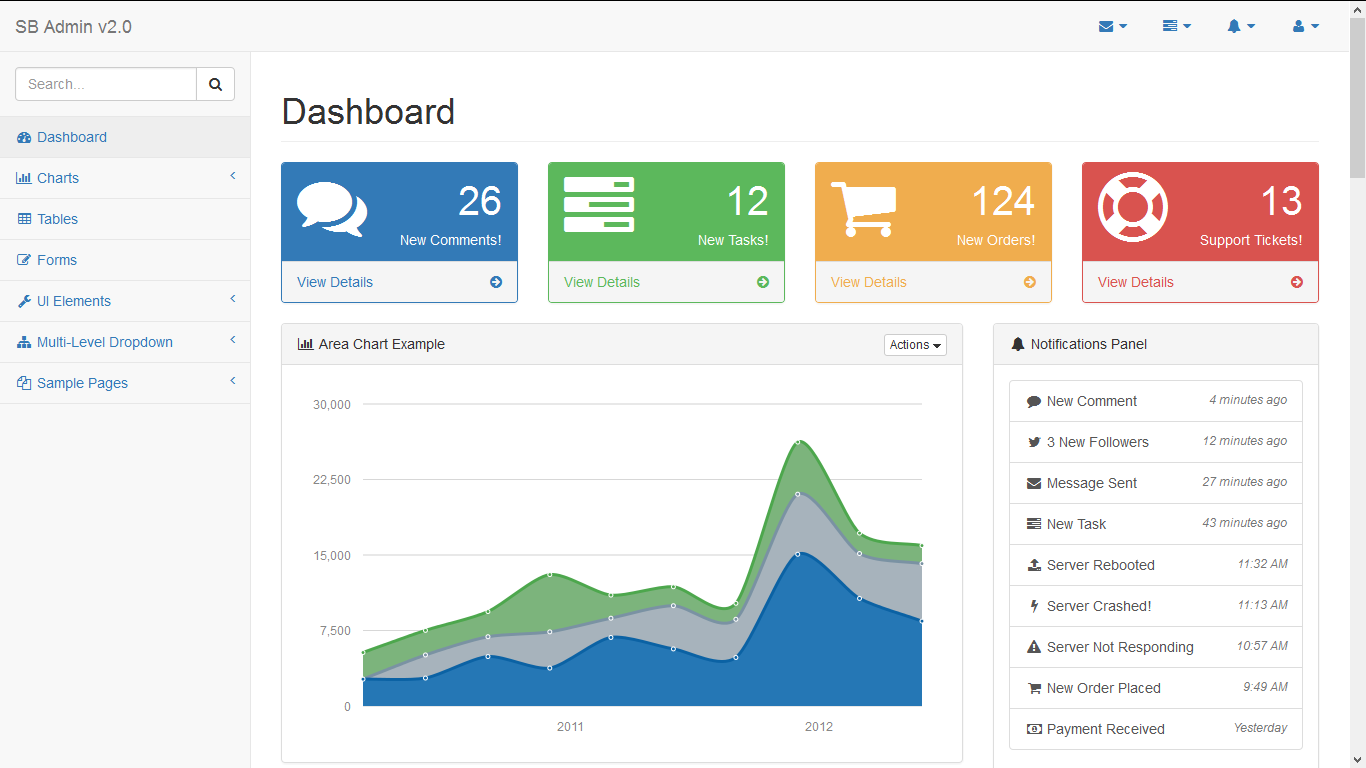 SB Admin v2.0
Search...
Dashboard
Charts
Tables
Forms
UI Elements
Multi-Level Dropdown
Sample Pages
Dashboard
26
New Comments!
View Details
12
New Tasks!
View Details
124
New Orders!
View Details
13
Support Tickets!
View Details
Area Chart Example
Actions
30,000
22,500
15,000
7,500
0
2011
2012
Notifications Panel
New Comment 4 minutes ago
3 New Followers 12 minutes ago
Message Sent 27 minutes ago
New Task 43 minutes ago
Server Rebooted 11:32 AM
Server Crashed! 11:13 AM
Server Not Responding 10:57 AM
New Order Placed 9:49 AM
Payment Received Yesterday